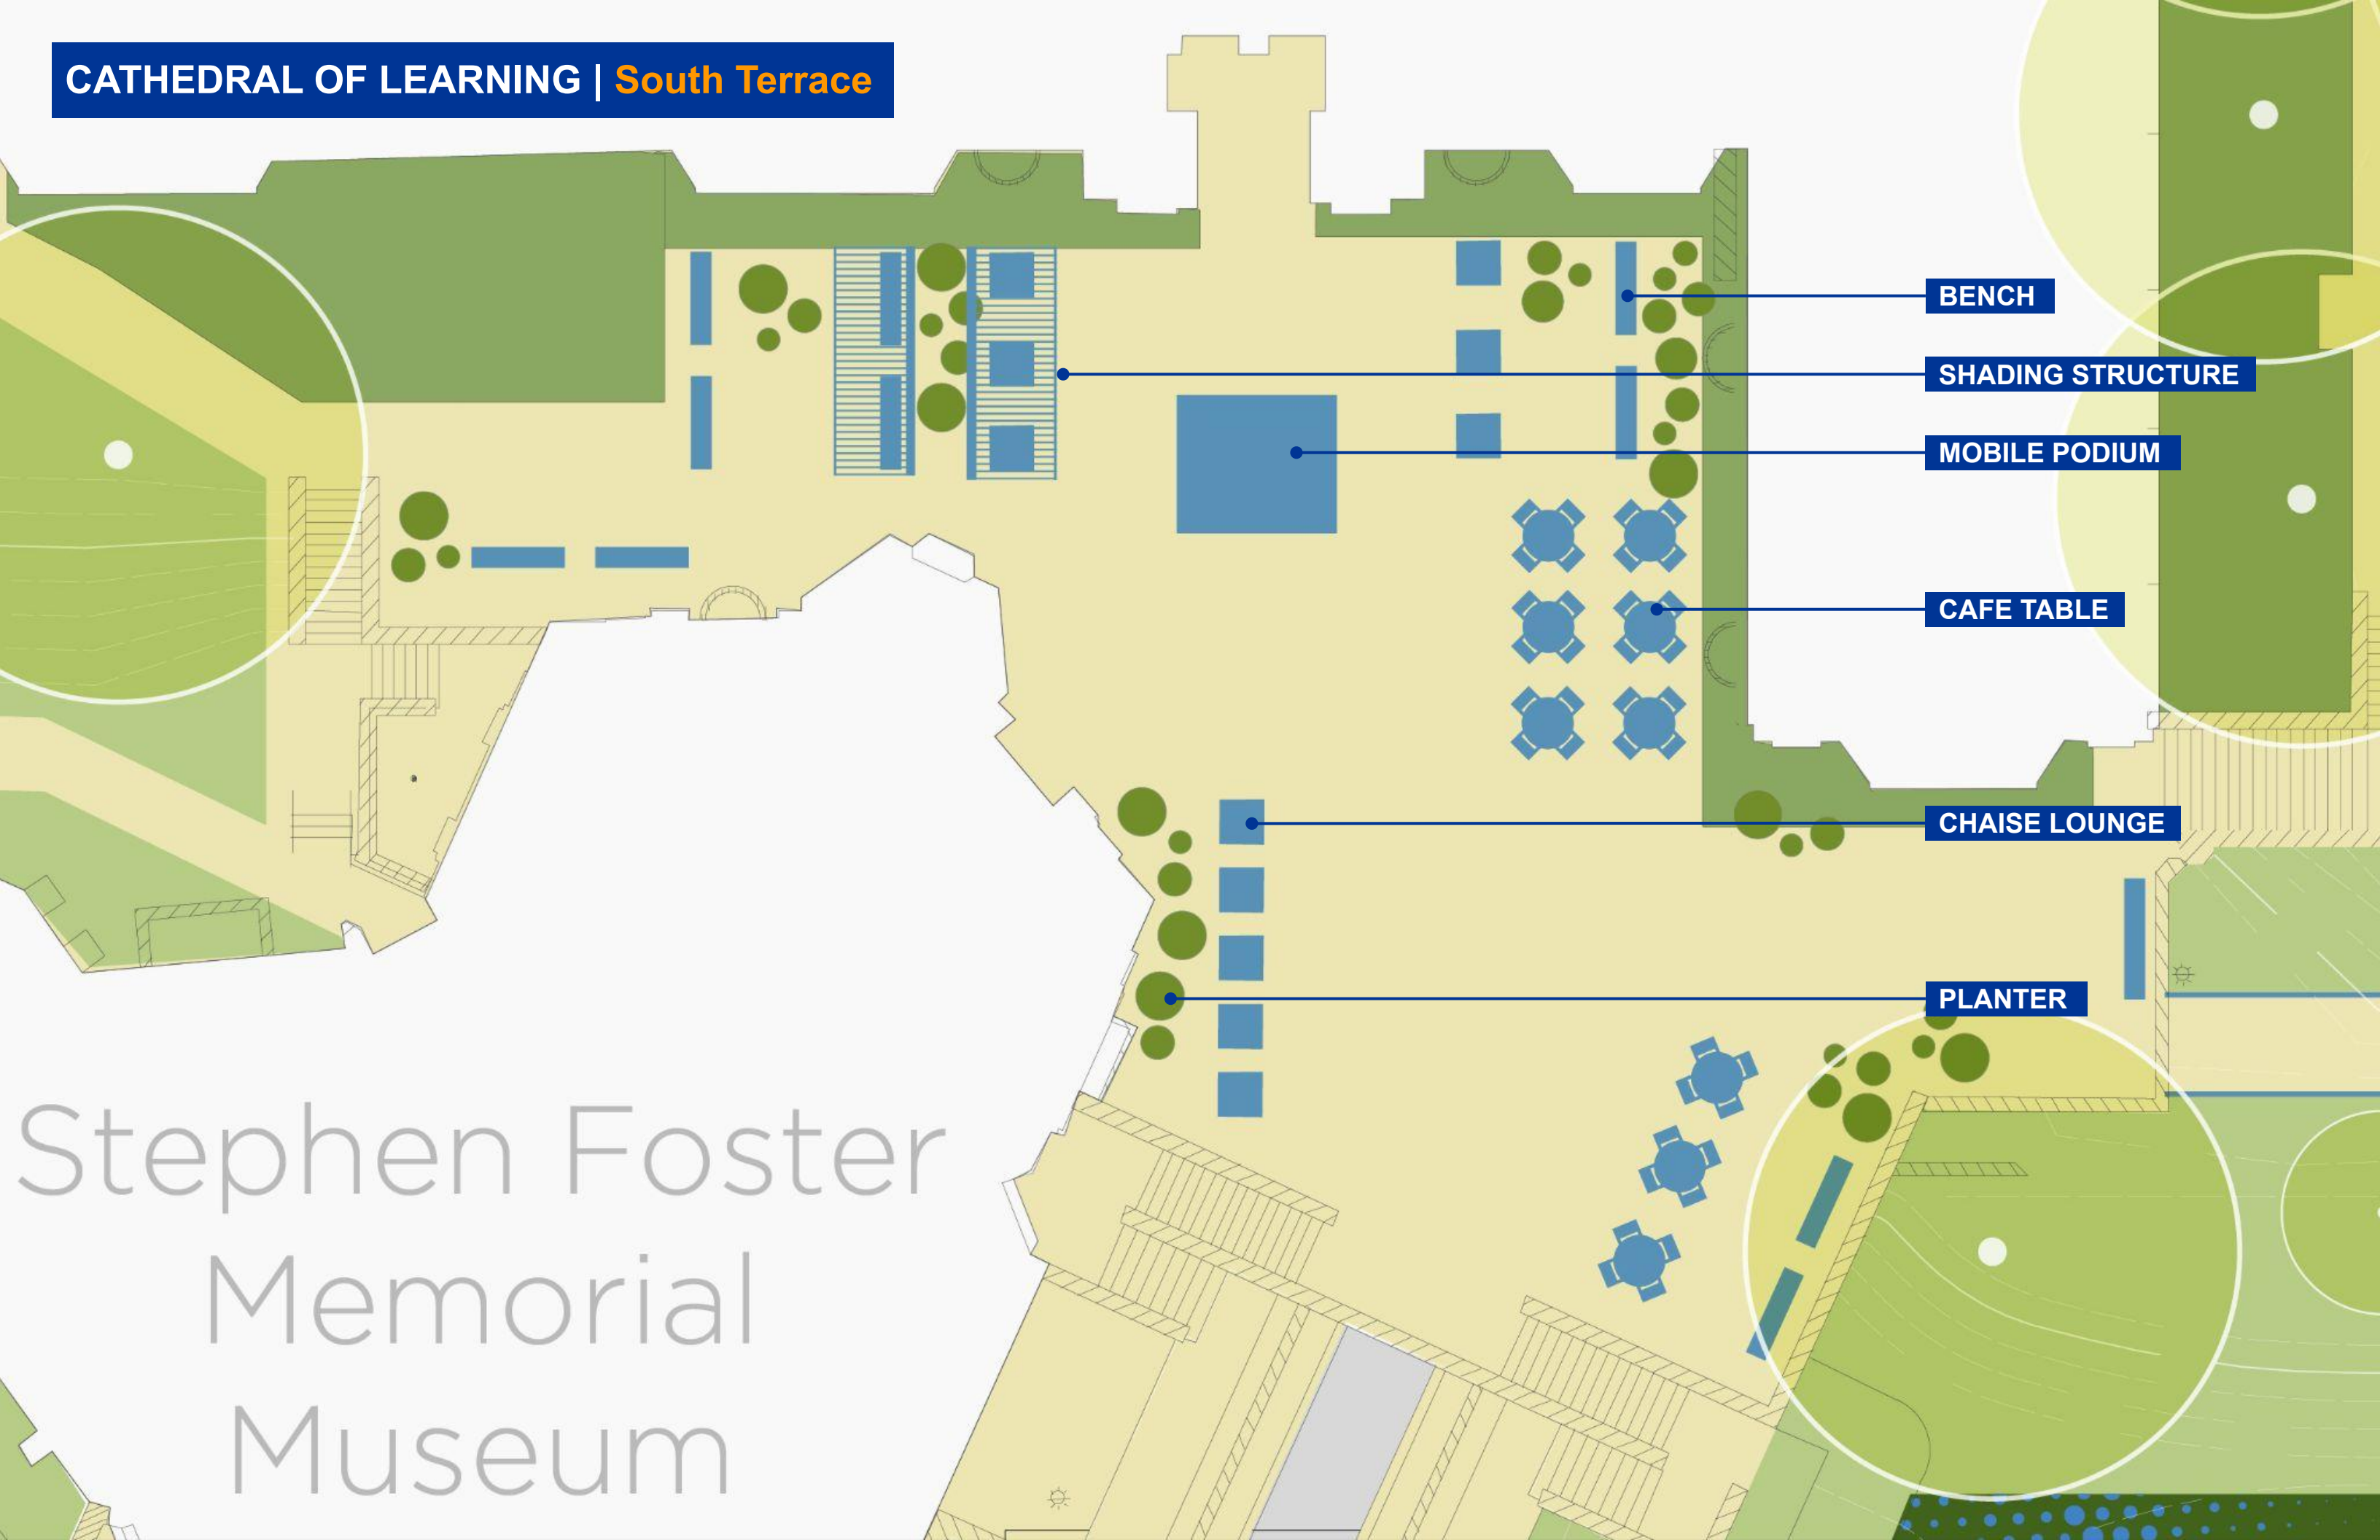 CATHEDRAL OF LEARNING | South Terrace
BENCH
SHADING STRUCTURE
MOBILE PODIUM
CAFE TABLE
CHAISE LOUNGE
PLANTER
Stephen Foster
Memorial
Museum